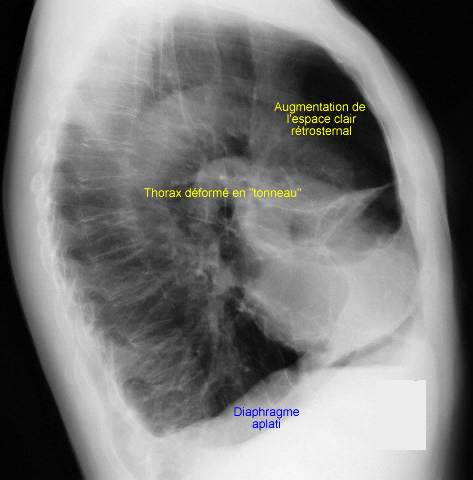 Augmentation de
l'espace clair
rétrosternal
Thorax déformé en "tonneau"
Diaphragme
aplati